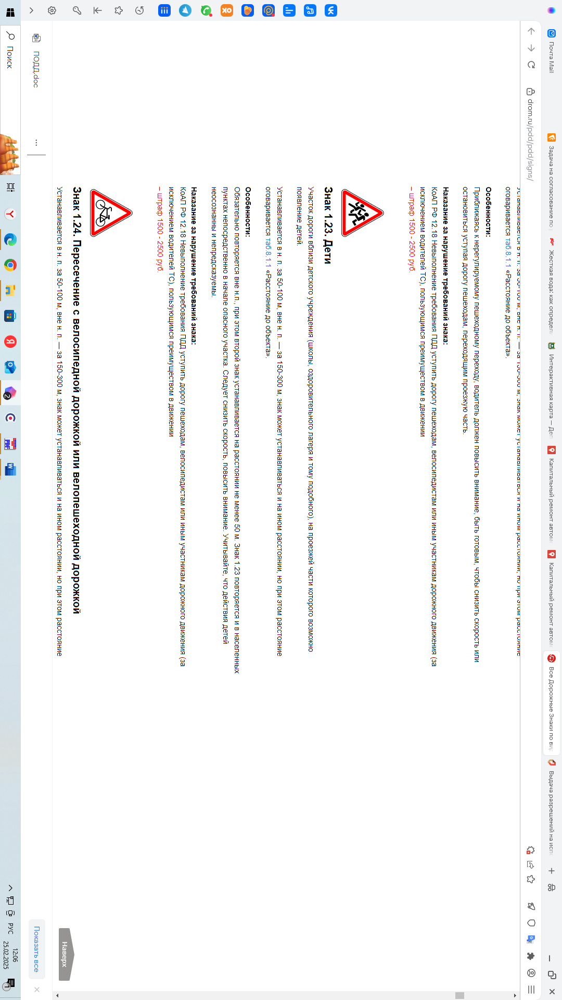 Почта Mail
Задача на согласование по
Жесткая вода: как определ
Интерактивная карта — Деп
Капитальный ремонт автом
Капитальный ремонт автом
Все Дорожные Знаки по ви
Выдача разрешений на исп
drom.ru/pdd/pdd/signs/
Устанавливается в н. п. за 50-100 м, вне н. п. — за 150-300 м, знак может устанавливаться и на ином расстоянии, но при этом расстояние
оговаривается таб.8.1.1 «Расстояние до объекта».
Особенности:
Приближаясь к нерегулируемому пешеходному переходу, водитель должен повысить внимание, быть готовым, чтобы снизить скорость или
остановиться уступая дорогу пешеходам, переходящим проезжую часть.
Наказание за нарушение требований знака:
КоАП РФ 12.18 Невыполнение требования ПДД уступить дорогу пешеходам, велосипедистам или иным участникам дорожного движения (за
исключением водителей ТС), пользующимся преимуществом в движении
– штраф 1500 - 2500 руб.
Знак 1.23. Дети
Участок дороги вблизи детского учреждения (школы, оздоровительного лагеря и тому подобного), на проезжей части которого возможно
появление детей.
Устанавливается в н. п. за 50-100 м, вне н. п. — за 150-300 м, знак может устанавливаться и на ином расстоянии, но при этом расстояние
оговаривается таб.8.1.1 «Расстояние до объекта».
Особенности:
Обязательно повторяется вне н.п., при этом второй знак устанавливается на расстоянии не менее 50 м. Знак 1.23 повторяется и в населенных
пунктах непосредственно в начале опасного участка. Следует снизить скорость, повысить внимание. Учитывайте, что действия детей
неосознанны и непредсказуемы.
Наказание за нарушение требований знака:
КоАП РФ 12.18 Невыполнение требования ПДД уступить дорогу пешеходам, велосипедистам или иным участникам дорожного движения (за
исключением водителей ТС), пользующимся преимуществом в движении
– штраф 1500 - 2500 руб.
Знак 1.24. Пересечение с велосипедной дорожкой или велопешеходной дорожкой
Устанавливается в н. п. за 50-100 м, вне н. п. — за 150-300 м, знак может устанавливаться и на ином расстоянии, но при этом расстояние
Наверх
ПОДД.doc
Показать все
Поиск
РУС
12:06
25.02.2025